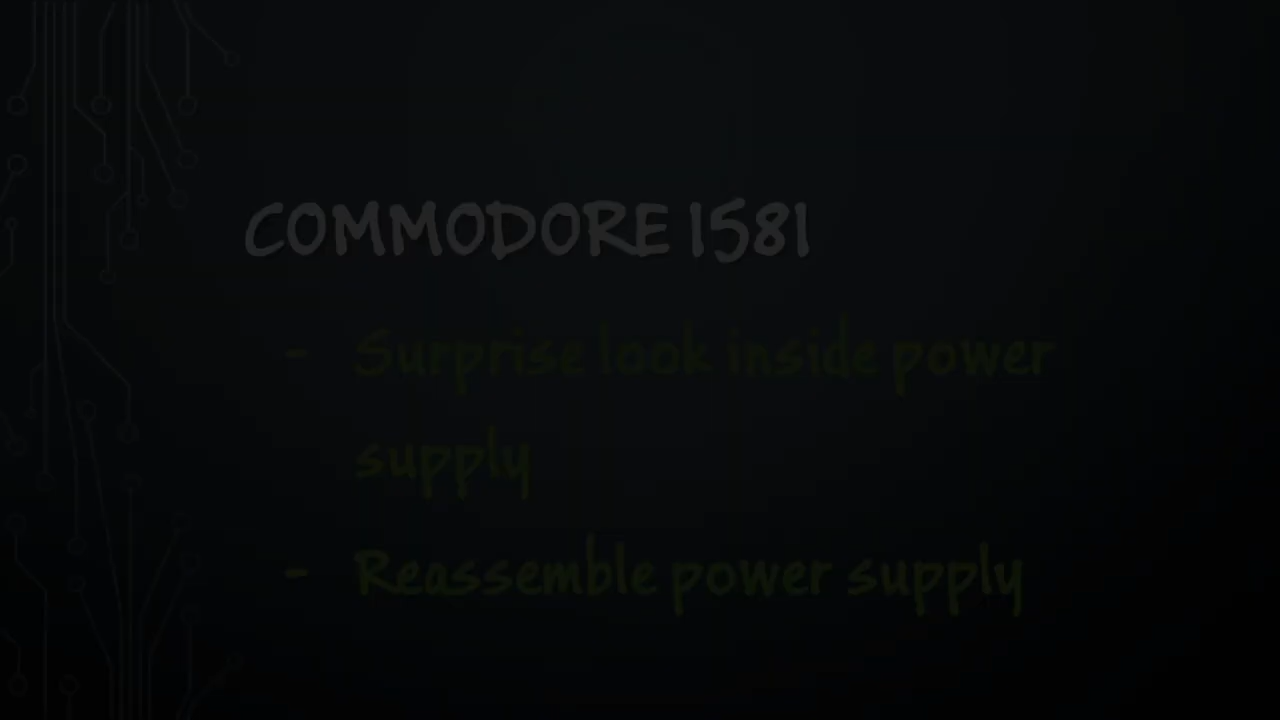 COMMODORE 1581
- Surprise look inside power
supply
- Reassemble power supply